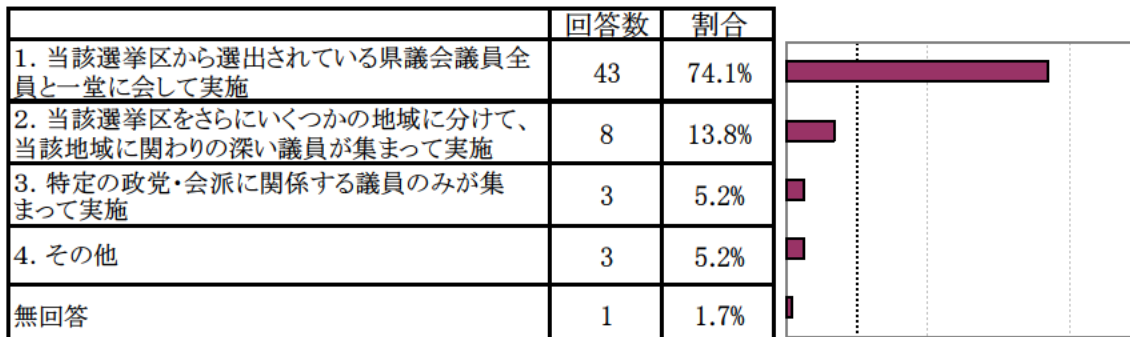 回答数 割合
1. 当該選挙区から選出されている県議会議員全
員と一堂に会して実施 43 74.1%
2. 当該選挙区をさらにいくつかの地域に分けて、
当該地域に関わりの深い議員が集まって実施 8 13.8%
3. 特定の政党・会派に関係する議員のみが集
まって実施 3 5.2%
4. その他 3 5.2%
無回答 1 1.7%